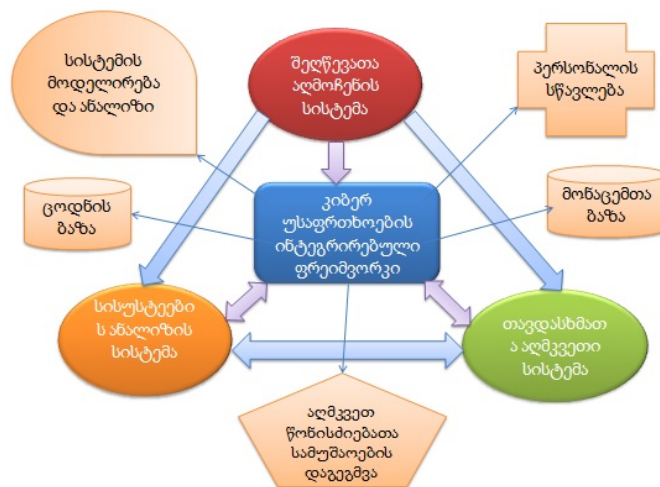 სისტემის
მოდელირება
და ანალიზი
შეღწევათა
აღმოჩენის
სისტემა
პერსონალის
სწავლება
ცოდნის
ბაზა
კიბერ
უსაფრთხოების
ინტეგრირებული
ფრეიმვორკი
მონაცემთა
ბაზა
სისუსტეები
ს ანალიზის
სისტემა
თავდასხმათ
ა აღმკვეთი
სისტემა
აღმკვეთ
წონისძიებათა
სამუშაოების
დაგეგმვა